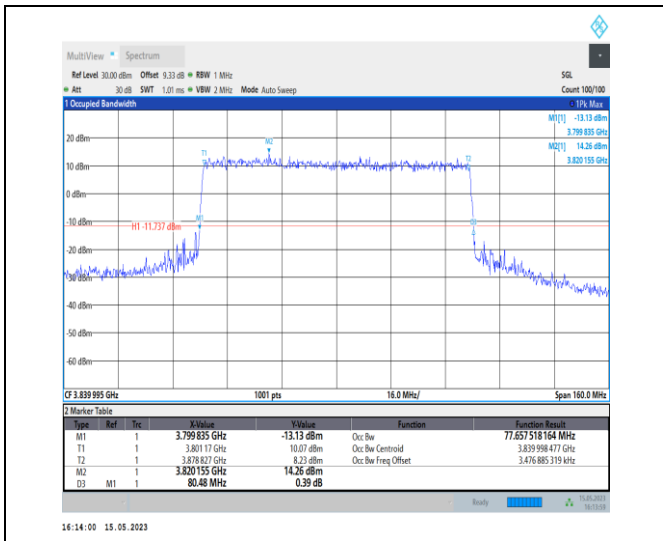 MultiView Spectrum
Ref Level 30.00 dBm Offset 9.33 dB RBW 1 MHz SGL
Att 30 dB SWT 1.01 ms VBW 2 MHz Mode Auto Sweep Count 100/100
1 Occupied Bandwidth 1Pk Max
M1[1] -13.13 dBm
3.799 835 GHz
M2[1] 14.26 dBm
3.820 155 GHz
20 dBm
M2
T1
T2
10 dBm
0 dBm
-10 dBm
M1
D3
H1 -11.737 dBm
-20 dBm
-30 dBm
-40 dBm
-50 dBm
-60 dBm
CF 3.839 995 GHz 1001 pts 16.0 MHz/ Span 160.0 MHz
2 Marker Table
Type Ref Trc X-Value Y-Value Function Function Result
M1 1 3.799 835 GHz -13.13 dBm Occ Bw 77.657 518 164 MHz
T1 1 3.801 17 GHz 10.07 dBm Occ Bw Centroid 3.839 998 477 GHz
T2 1 3.878 827 GHz 8.23 dBm Occ Bw Freq Offset 3.476 885 319 kHz
M2 1 3.820 155 GHz 14.26 dBm
D3 M1 1 80.48 MHz 0.39 dB
Ready 15.05.2023
16:13:59
16:14:00 15.05.2023